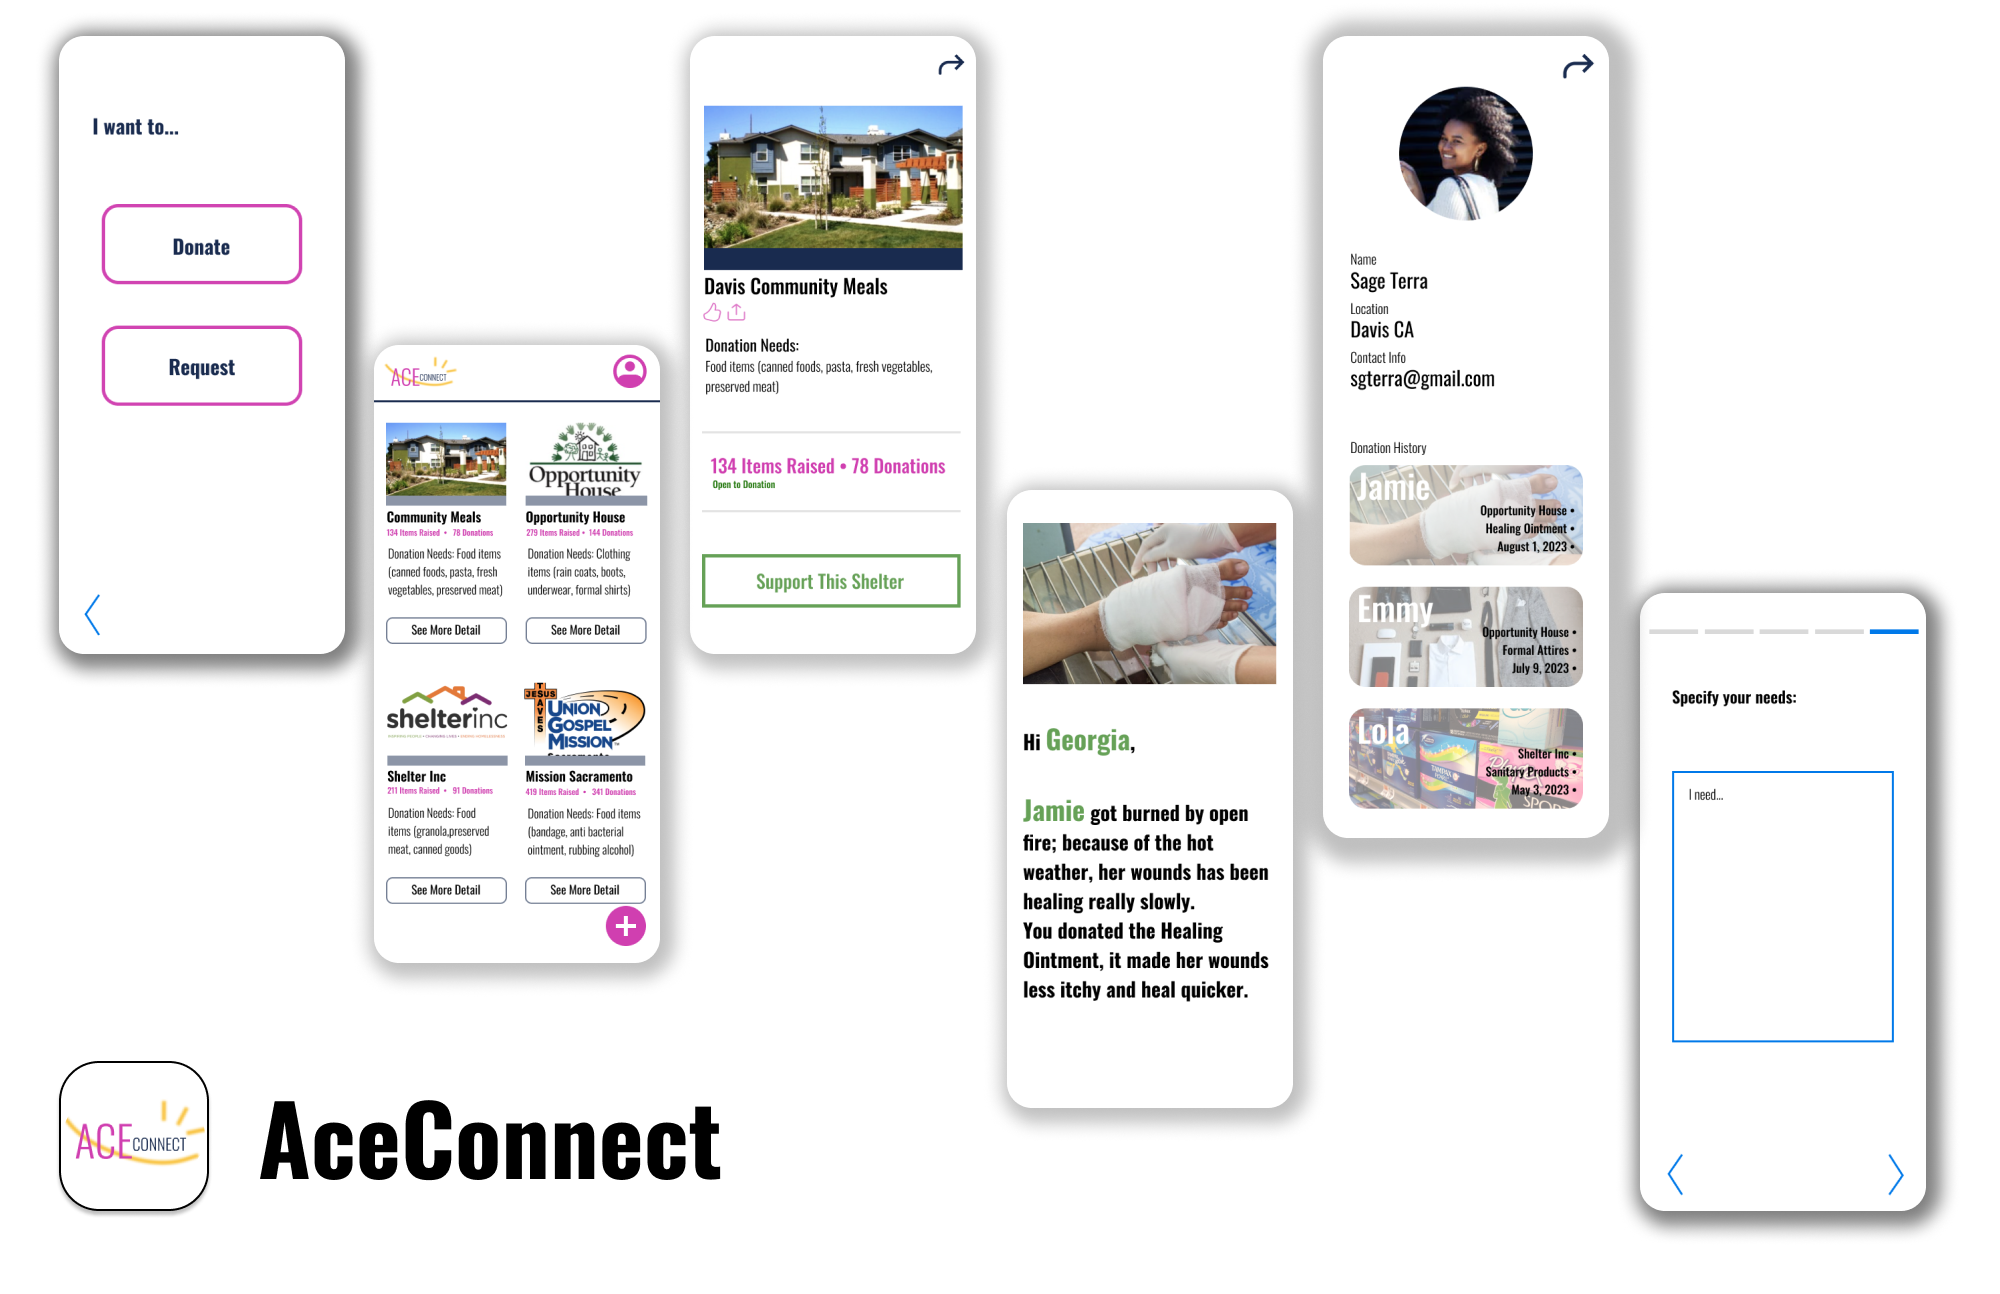 I want to...
Donate
Request
ACE CONNECT
Community Meals
134 Items Raised • 78 Donations
Donation Needs: Food items
(canned foods, pasta, fresh
vegetables, preserved meat)
See More Detail
Opportunity
House
Opportunity House
279 Items Raised • 144 Donations
Donation Needs: Clothing
items (rain coats, boots,
underwear, formal shirts)
See More Detail
shelterinc
Shelter Inc
211 Items Raised • 91 Donations
Donation Needs: Food
items (granola,preserved
meat, canned goods)
See More Detail
JESUS
SAVES
UNION
GOSPEL
MISSION
Mission Sacramento
419 Items Raised • 341 Donations
Donation Needs: Food items
(bandage, anti bacterial
ointment, rubbing alcohol)
See More Detail
Davis Community Meals
Donation Needs:
Food items (canned foods, pasta, fresh vegetables,
preserved meat)
134 Items Raised • 78 Donations
Open to Donation
Support This Shelter
Hi Georgia,
Jamie got burned by open
fire; because of the hot
weather, her wounds has been
healing really slowly.
You donated the Healing
Ointment, it made her wounds
less itchy and heal quicker.
Name
Sage Terra
Location
Davis CA
Contact Info
sgterra@gmail.com
Donation History
Jamie
Opportunity House •
Healing Ointment •
August 1, 2023 •
Emmy
Opportunity House •
Formal Attires •
July 9, 2023 •
Lola
Shelter Inc •
Sanitary Products •
May 3, 2023 •
Specify your needs:
I need...
ACE CONNECT
AceConnect